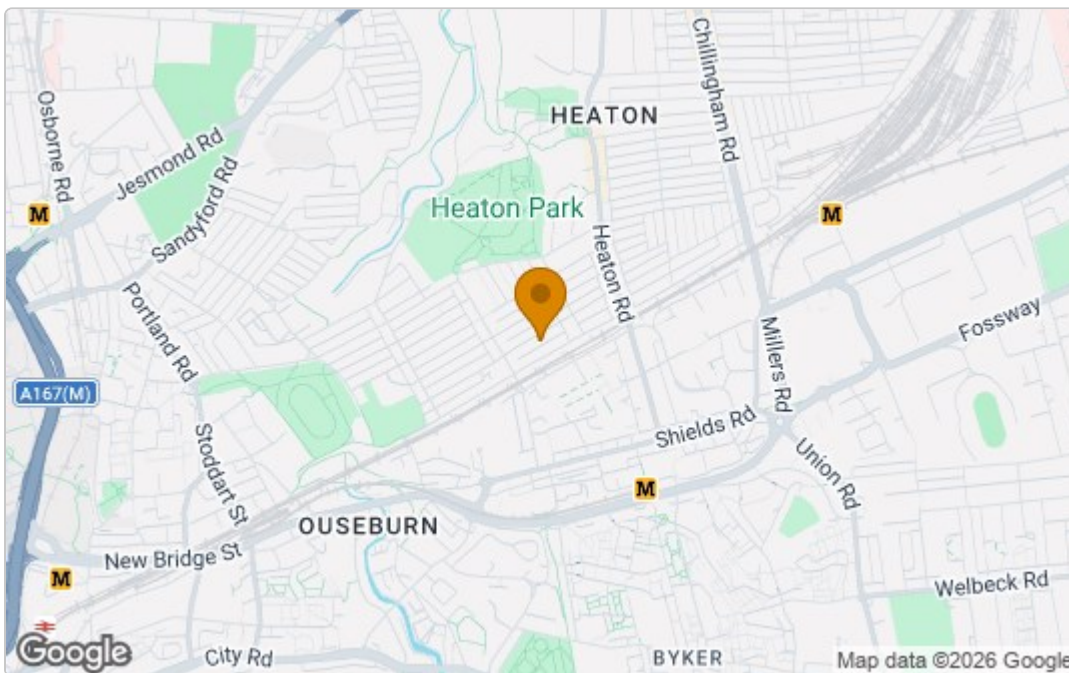 Osborne Rd
Jesmond Rd
Sandyford Rd
HEATON
Chillingham Rd
M
Heaton Park
M
Heaton Rd
Portland Rd
Fossway
Millers Rd
A167(M)
Stoddart St
Shields Rd
Union Rd
M
OUSEBURN
New Bridge St
M
Welbeck Rd
Google
City Rd
BYKER
Map data ©2026 Google